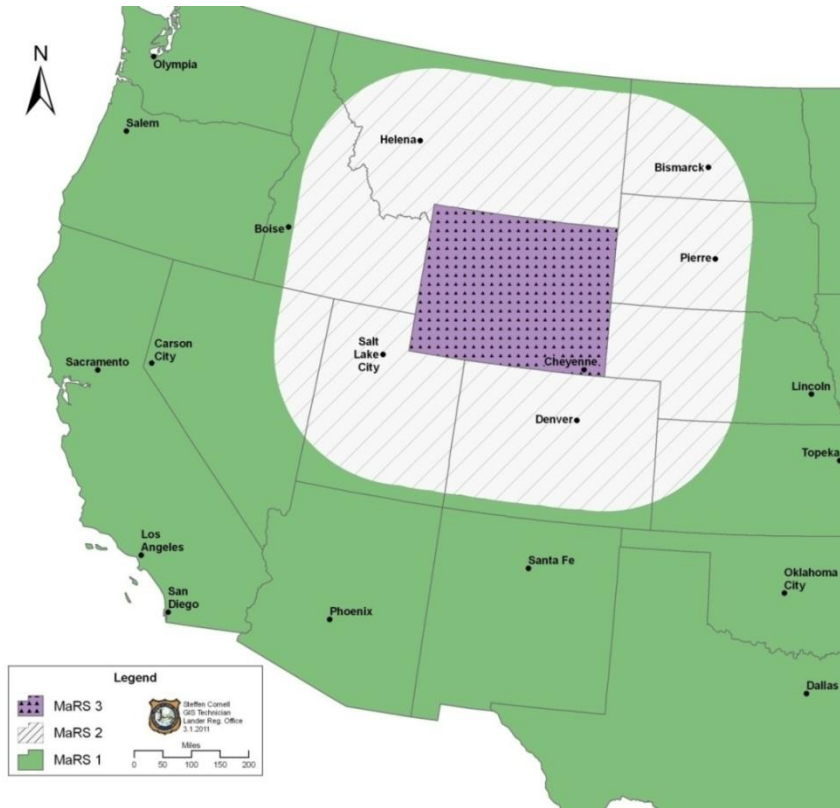 N
Olympia
Salem
Helena
Bismarck
Boise
Pierre
Salt
Lake
City
Carson
City
Sacramento
Cheyenne
Lincoln
Denver
Topeka
Los
Angeles
Santa Fe
Oklahoma
City
San
Diego
Phoenix
Dallas
Legend
MaRS 3
MaRS 2
MaRS 1
Steffen Cornell
GIS Technician
Lander Reg. Office
3.1.2011
Miles
0 50 100 150 200